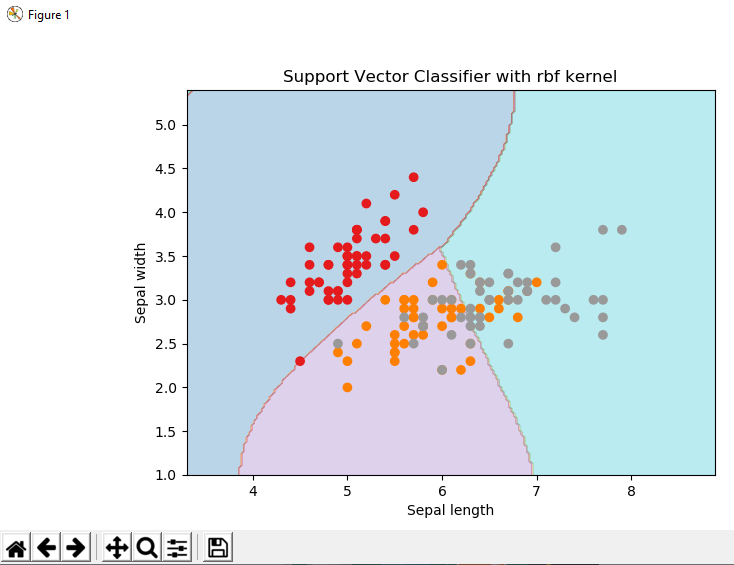 Figure 1
Support Vector Classifier with rbf kernel
5.0
4.5
4.0
3.5
3.0
2.5
2.0
1.5
1.0
Sepal width
4 5 6 7 8
Sepal length